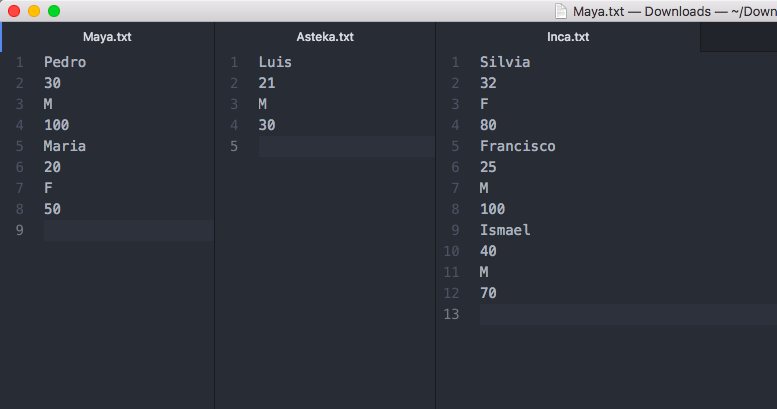 Maya.txt — Downloads — ~/Down
Maya.txt
1 Pedro
2 30
3 M
4 100
5 Maria
6 20
7 F
8 50
9
Asteka.txt
1 Luis
2 21
3 M
4 30
5
Inca.txt
1 Silvia
2 32
3 F
4 80
5 Francisco
6 25
7 M
8 100
9 Ismael
10 40
11 M
12 70
13